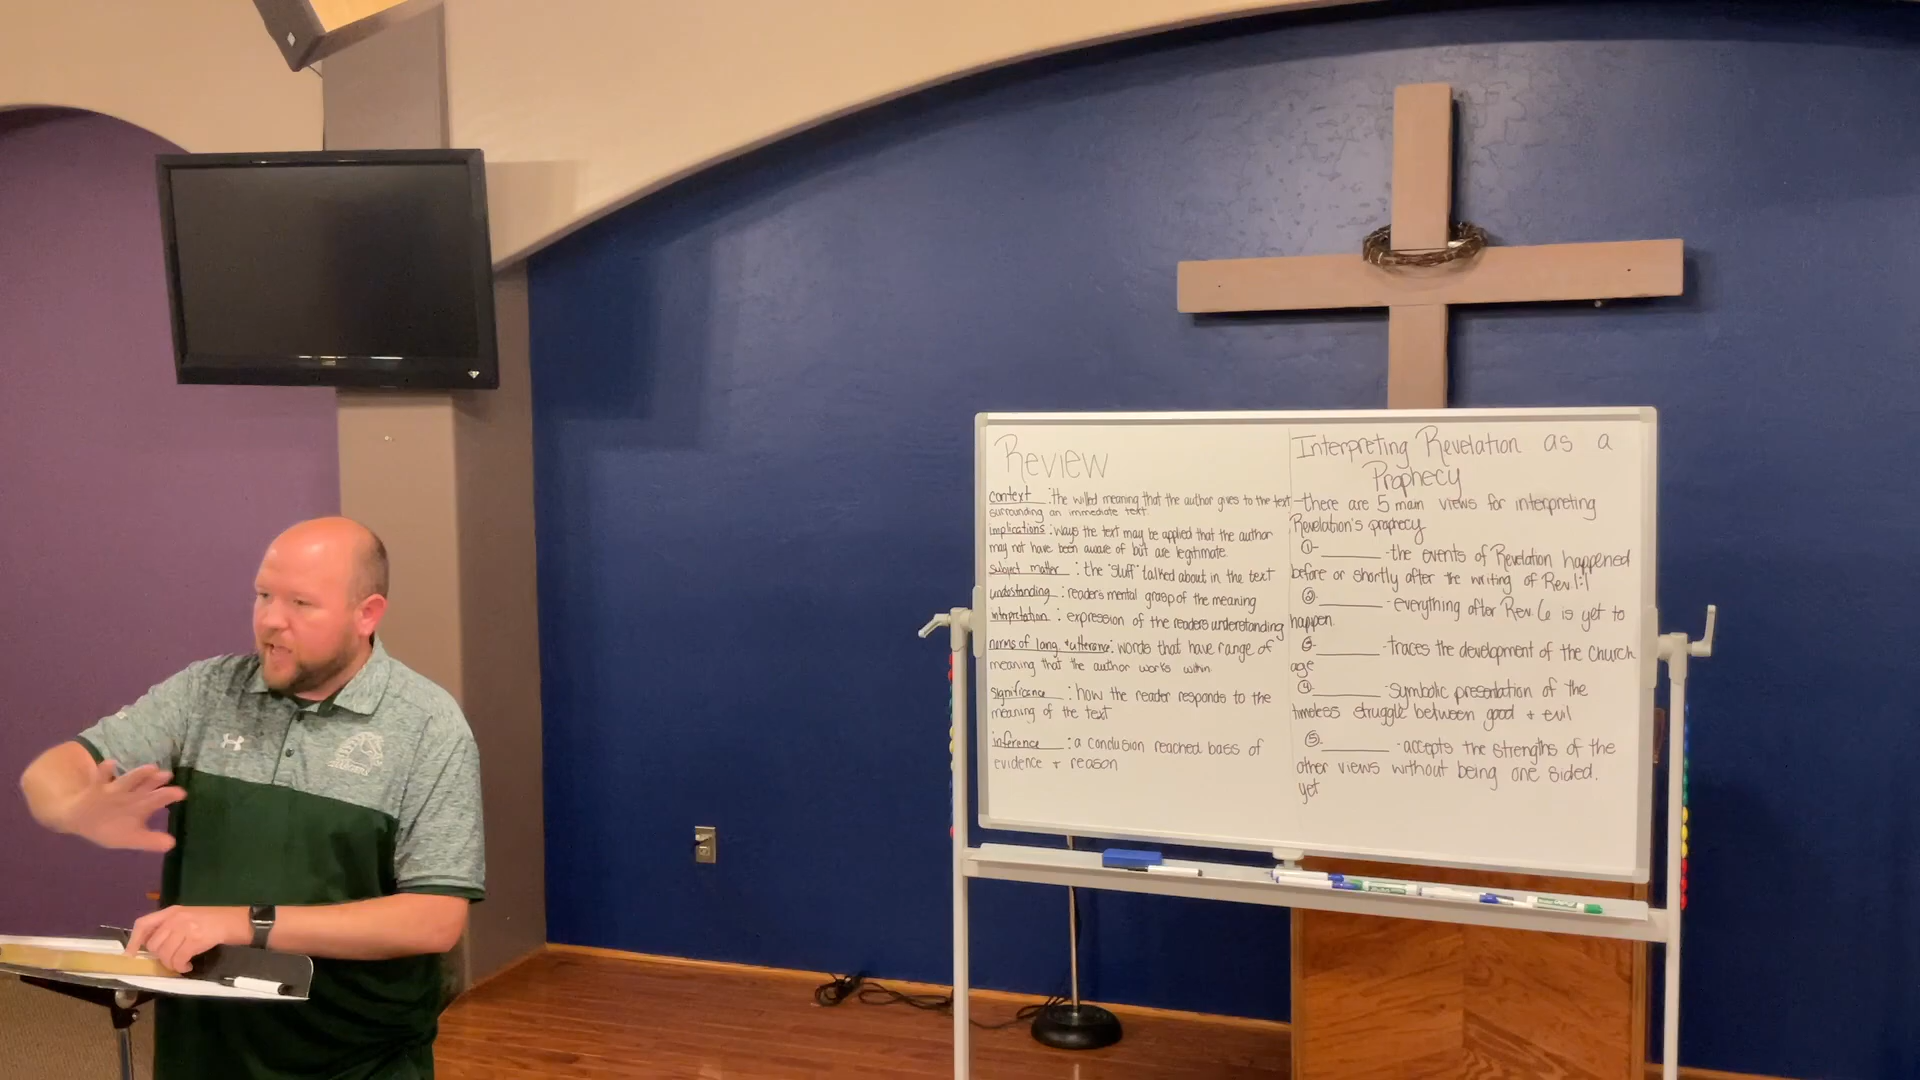 Review
context : the willed meaning that the author gives to the text
surrounding an immediate text.
implications : ways the text may be applied that the author
may not have been aware of but are legitimate.
subject matter : the "stuff" talked about in the text
undostanding : readers mental grasp of the meaning
intrprtation : expression of the readers understanding
norms of lang. + utterance : words that have range of
meaning that the author works within
significance : how the reader responds to the
meaning of the text
inference : a conclusion reached bass of
evidence + reason
Interpreting Revelation as a
Prophecy
-there are 5 main views for interpreting
Revelation's prophecy
① ______ -the events of Revelation happened
before or shortly after the writing of Rev. 1:1
② ______ -everything after Rev. 6 is yet to
happen.
③ ______ -traces the development of the church
age
④ ______ -symbolic presentation of the
timeless struggle between good + evil
⑤ ______ -accepts the strengths of the
other views without being one sided.
yet